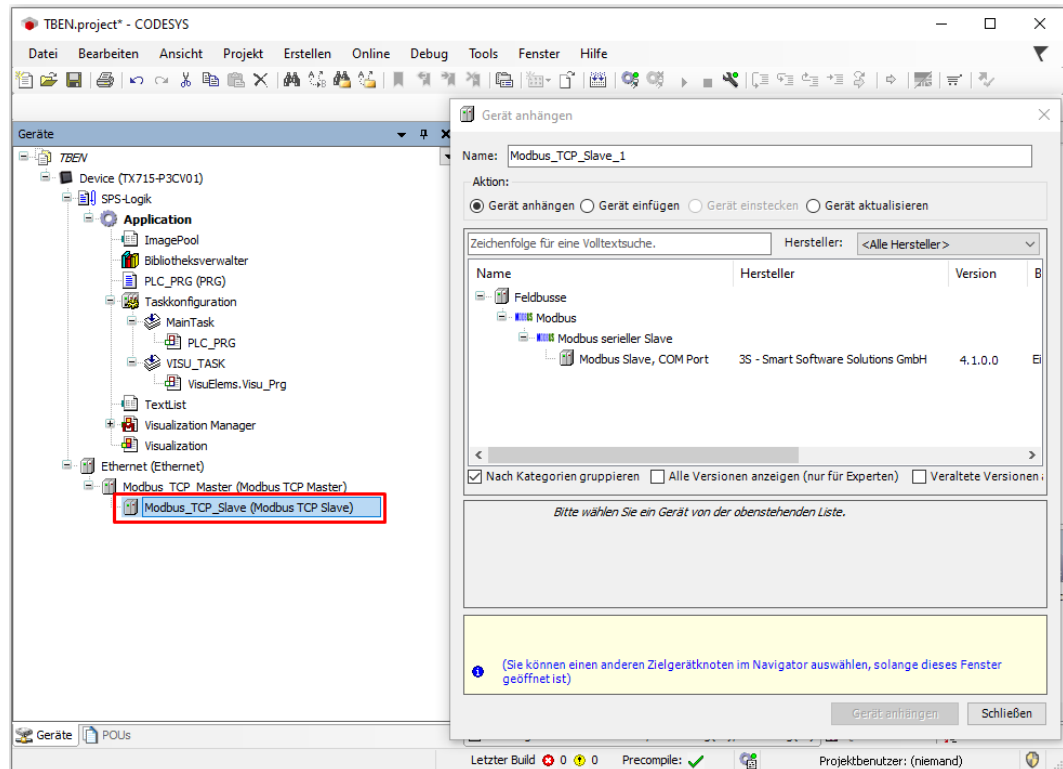 TBEN.project* - CODESYS
Datei Bearbeiten Ansicht Projekt Erstellen Online Debug Tools Fenster Hilfe
Geräte
TBEN
Device (TX715-P3CV01)
SPS-Logik
Application
ImagePool
Bibliotheksverwalter
PLC_PRG (PRG)
Taskkonfiguration
MainTask
PLC_PRG
VISU_TASK
VisuElems.Visu_Prg
TextList
Visualization Manager
Visualization
Ethernet (Ethernet)
Modbus_TCP_Master (Modbus TCP Master)
Modbus_TCP_Slave (Modbus TCP Slave)
Geräte POUs
Gerät anhängen
Name: Modbus_TCP_Slave_1
Aktion:
Gerät anhängen Gerät einfügen Gerät einstecken Gerät aktualisieren
Zeichenfolge für eine Volltextsuche. Hersteller: <Alle Hersteller>
Name Hersteller Version B
Feldbusse
Modbus
Modbus serieller Slave
Modbus Slave, COM Port 3S - Smart Software Solutions GmbH 4.1.0.0 Ei
Nach Kategorien gruppieren Alle Versionen anzeigen (nur für Experten) Veraltete Versionen
Bitte wählen Sie ein Gerät von der obenstehenden Liste.
(Sie können einen anderen Zielgerätknoten im Navigator auswählen, solange dieses Fenster
geöffnet ist)
Gerät anhängen Schließen
Letzter Build 0 0 Precompile: Projektbenutzer: (niemand)